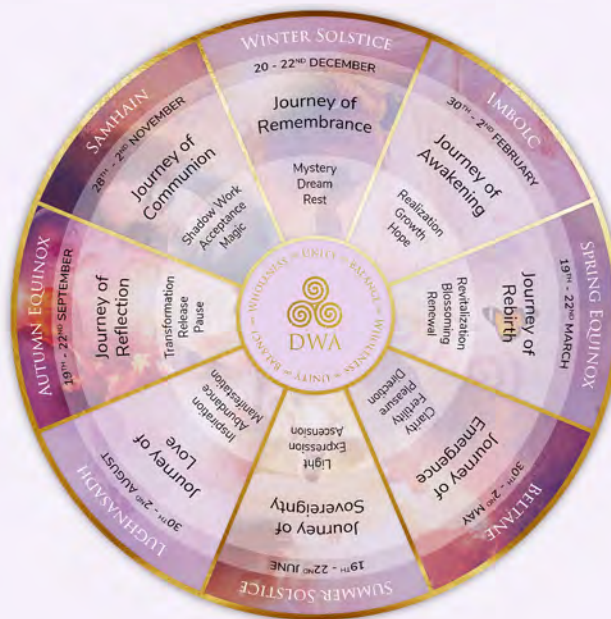 WINTER SOLSTICE
20 - 22ND DECEMBER
Journey of
Remembrance
Mystery
Dream
Rest
IMBOLC
30TH - 2ND FEBRUARY
Journey of
Awakening
Realization
Growth
Hope
SPRING EQUINOX
19TH - 22ND MARCH
Journey of
Rebirth
Revitalization
Blossoming
Renewal
BELTANE
30TH - 2ND MAY
Journey of
Emergence
Clarity
Fertility
Pleasure
Direction
SUMMER SOLSTICE
19TH - 22ND JUNE
Journey of
Sovereignty
Light
Expression
Ascension
LUGHNASADH
30TH - 2ND AUGUST
Journey of
Love
Inspiration
Abundance
Manifestation
AUTUMN EQUINOX
19TH - 22ND SEPTEMBER
Journey of
Reflection
Transformation
Release
Pause
SAMHAIN
28TH - 2ND NOVEMBER
Journey of
Communion
Shadow Work
Acceptance
Magic
WHOLENESS ∞ UNITY ∞ BALANCE ∞ WHOLENESS ∞ UNITY ∞ BALANCE ∞
DWA